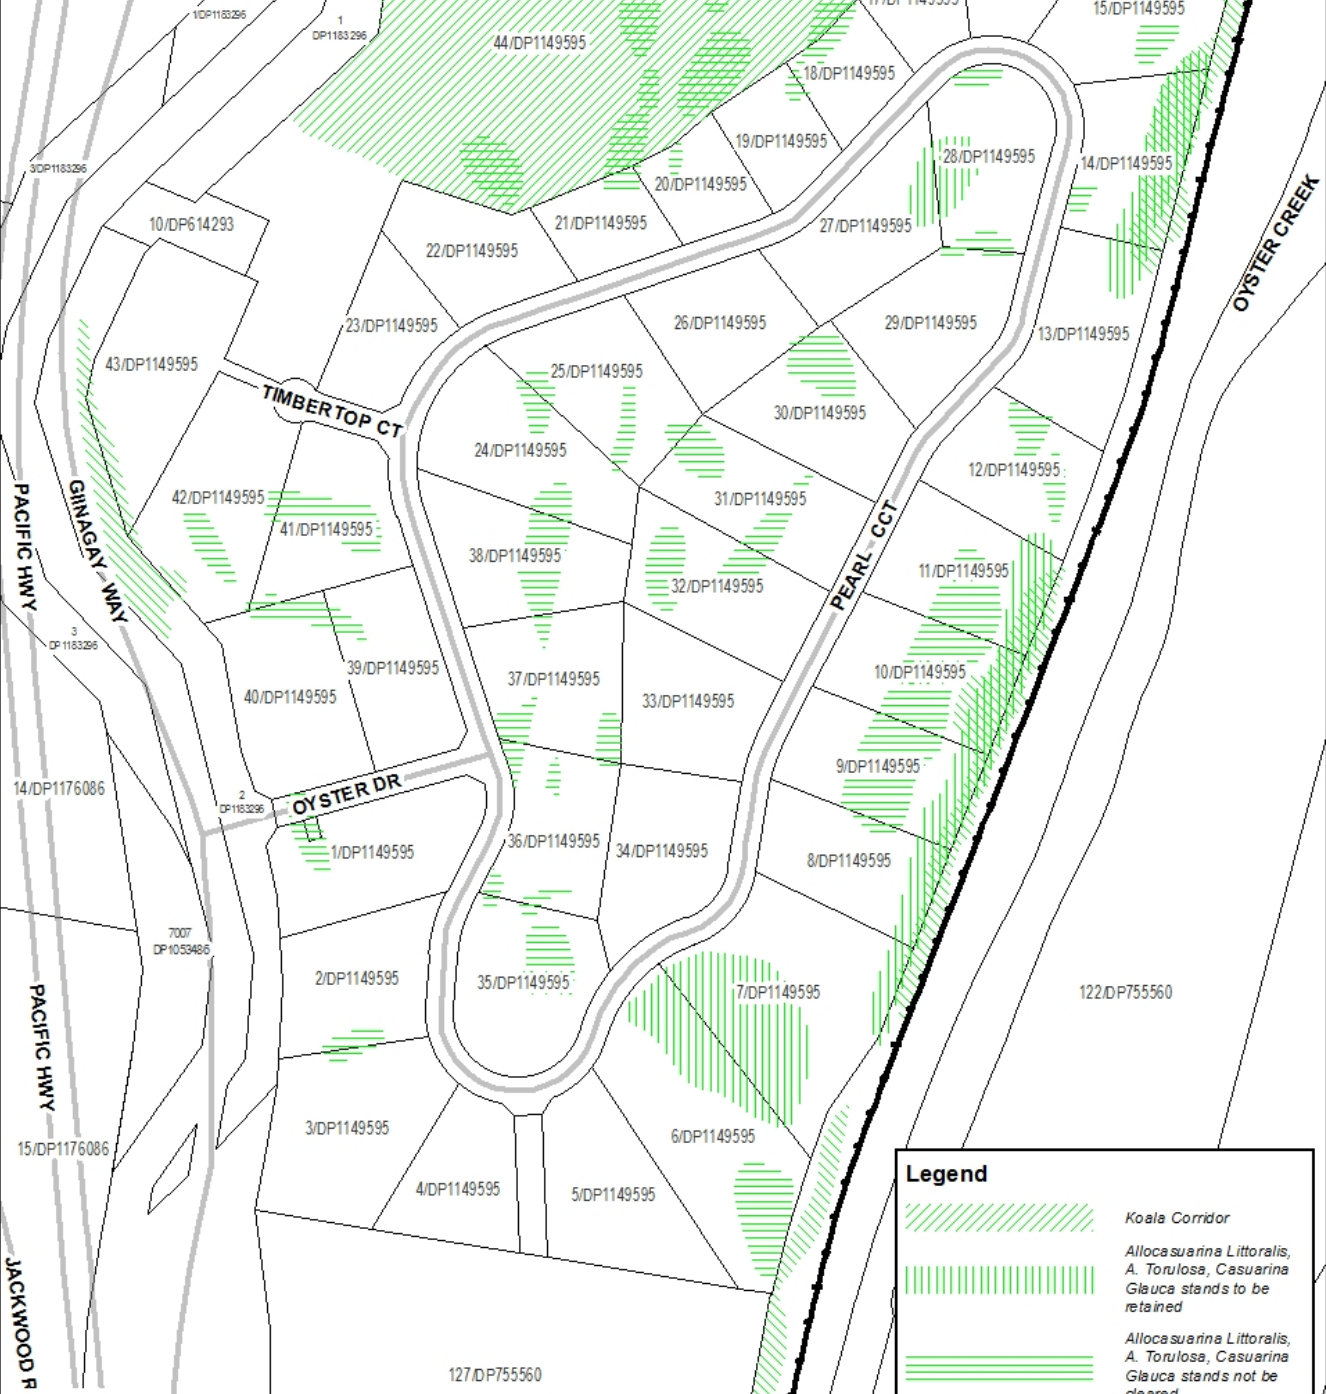 1/DP1183296
1
DP1183296
44/DP1149595
17/DP1149595
15/DP1149595
18/DP1149595
19/DP1149595
3/DP1183296
28/DP1149595
14/DP1149595
20/DP1149595
10/DP614293
21/DP1149595
27/DP1149595
22/DP1149595
OYSTER CREEK
23/DP1149595
26/DP1149595
29/DP1149595
13/DP1149595
43/DP1149595
25/DP1149595
TIMBERTOP CT
30/DP1149595
24/DP1149595
12/DP1149595
42/DP1149595
31/DP1149595
41/DP1149595
PACIFIC HWY
GIINAGAY WAY
38/DP1149595
PEARL CCT
11/DP1149595
32/DP1149595
3
DP1183296
39/DP1149595
10/DP1149595
37/DP1149595
40/DP1149595
33/DP1149595
9/DP1149595
14/DP1176086
2
DP1183296
OYSTER DR
36/DP1149595
1/DP1149595
34/DP1149595
8/DP1149595
7007
DP1053486
2/DP1149595
35/DP1149595
7/DP1149595
122/DP755560
PACIFIC HWY
3/DP1149595
6/DP1149595
15/DP1176086
4/DP1149595
5/DP1149595
JACKWOOD R
127/DP755560
Legend
Koala Corridor
Allocasuarina Littoralis,
A. Torulosa, Casuarina
Glauca stands to be
retained
Allocasuarina Littoralis,
A. Torulosa, Casuarina
Glauca stands not be
cleared